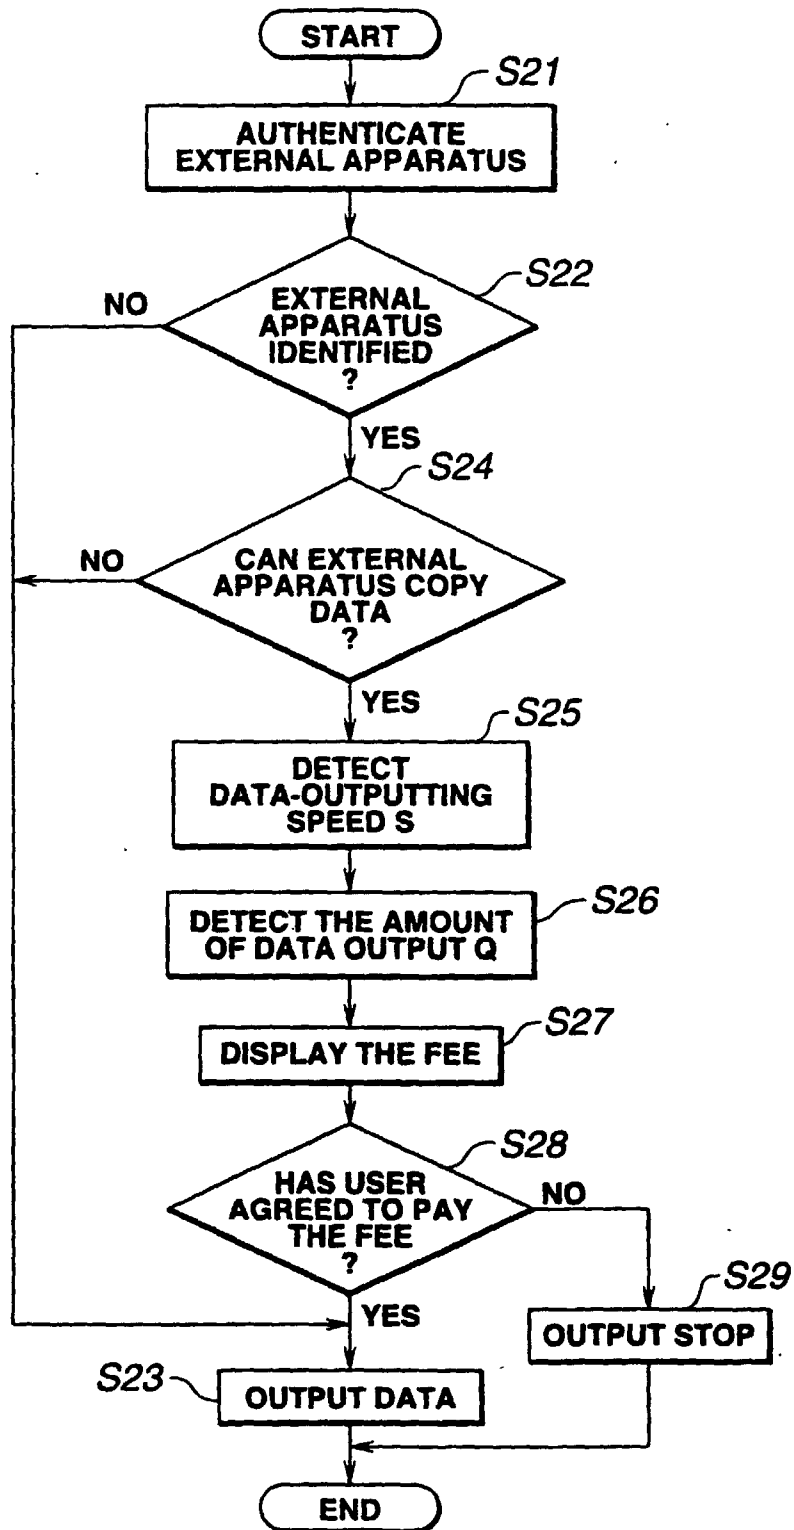 START
S21
AUTHENTICATE
EXTERNAL APPARATUS
S22
NO
EXTERNAL
APPARATUS
IDENTIFIED
?
YES
S24
NO
CAN EXTERNAL
APPARATUS COPY
DATA
?
YES
S25
DETECT
DATA-OUTPUTTING
SPEED S
S26
DETECT THE AMOUNT
OF DATA OUTPUT Q
S27
DISPLAY THE FEE
S28
HAS USER
AGREED TO PAY
THE FEE
?
NO
YES
S29
OUTPUT STOP
S23
OUTPUT DATA
END